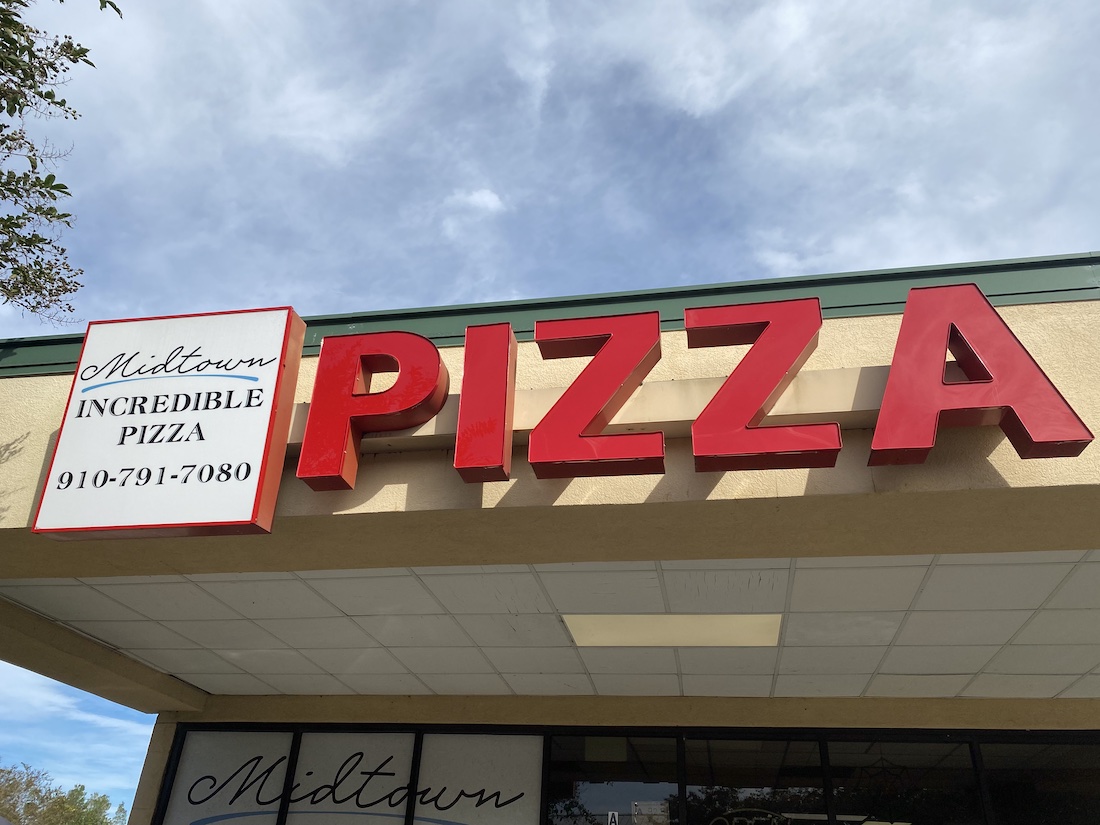 Midtown
INCREDIBLE
PIZZA
910-791-7080
PIZZA
Midtown
A